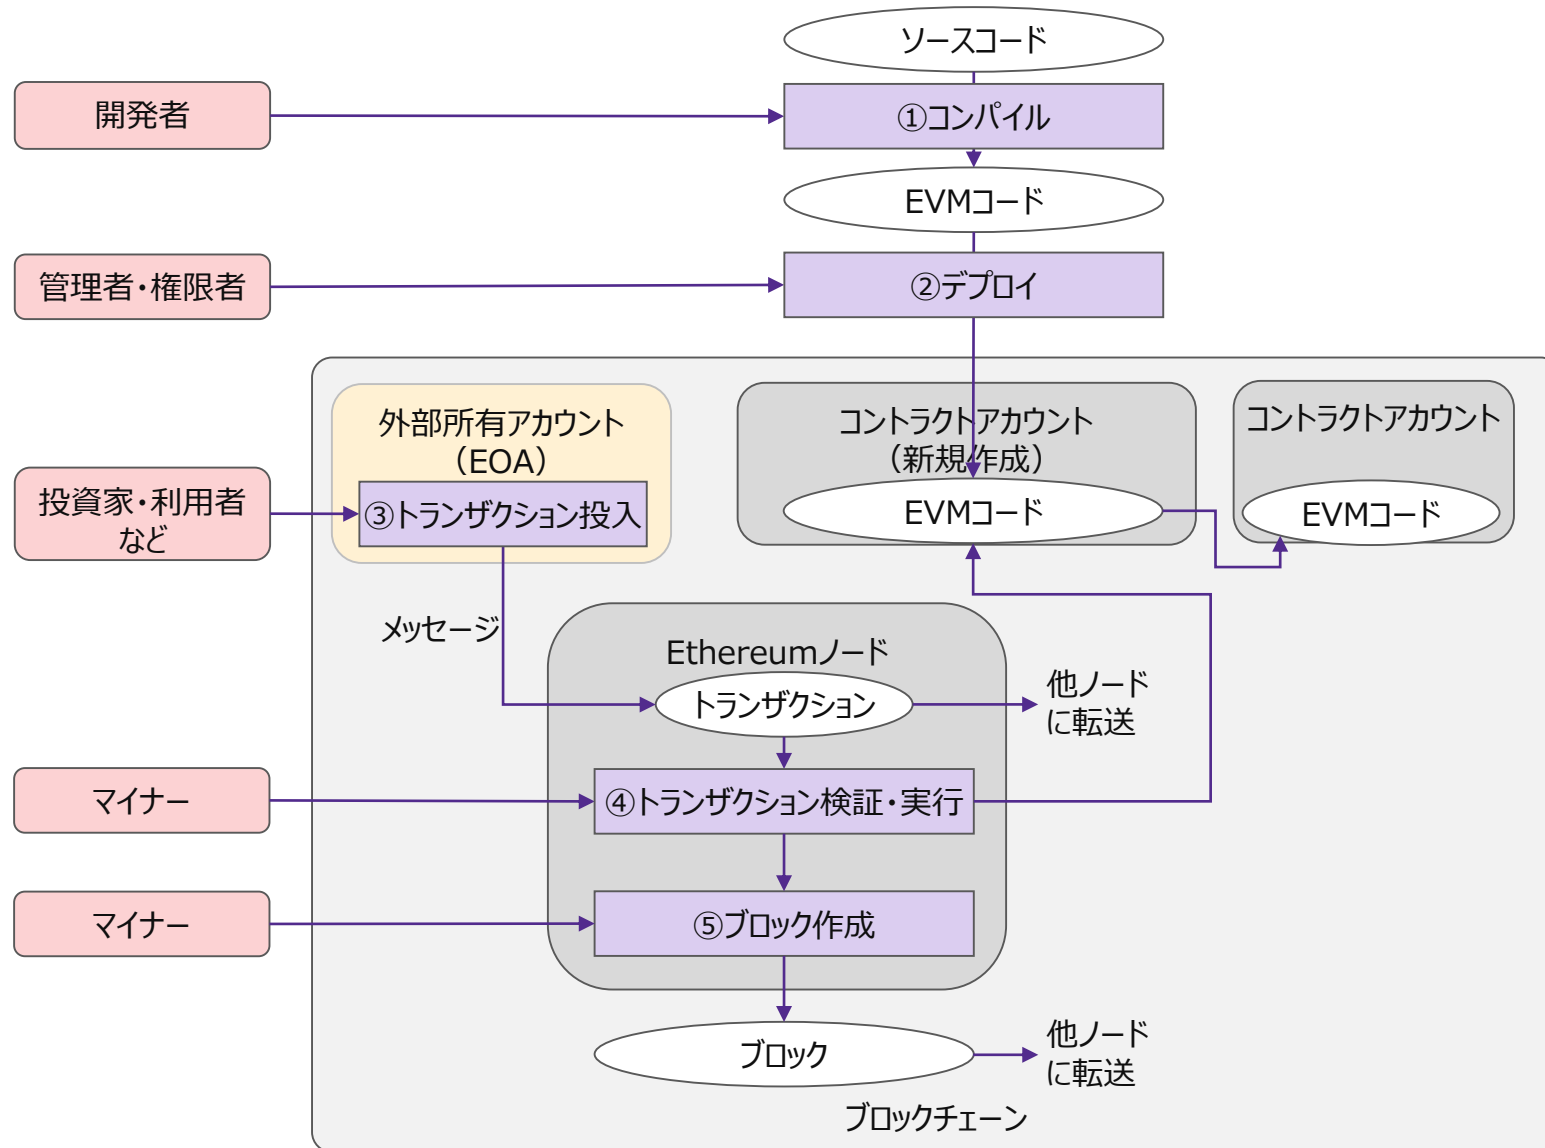 ソースコード
開発者
①コンパイル
EVMコード
管理者・権限者
②デプロイ
外部所有アカウント
（EOA）
コントラクトアカウント
（新規作成）
コントラクトアカウント
投資家・利用者
など
③トランザクション投入
EVMコード
EVMコード
メッセージ
Ethereumノード
トランザクション
他ノード
に転送
マイナー
④トランザクション検証・実行
マイナー
⑤ブロック作成
ブロック
他ノード
に転送
ブロックチェーン